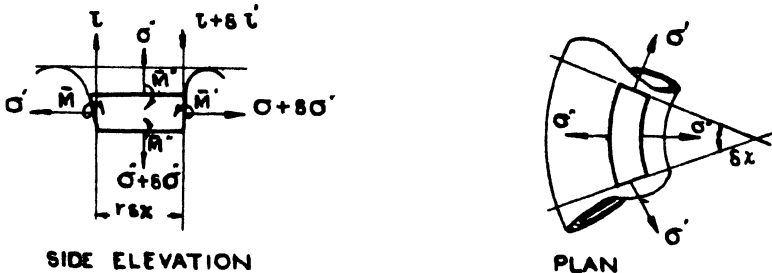 τ τ+δτ'
σ"
M̄"
σ' M̄ M̄' σ+δσ'
M̄"
σ"+δσ"
rδχ
SIDE ELEVATION
σ'
σ" σ"
δχ
σ'
PLAN